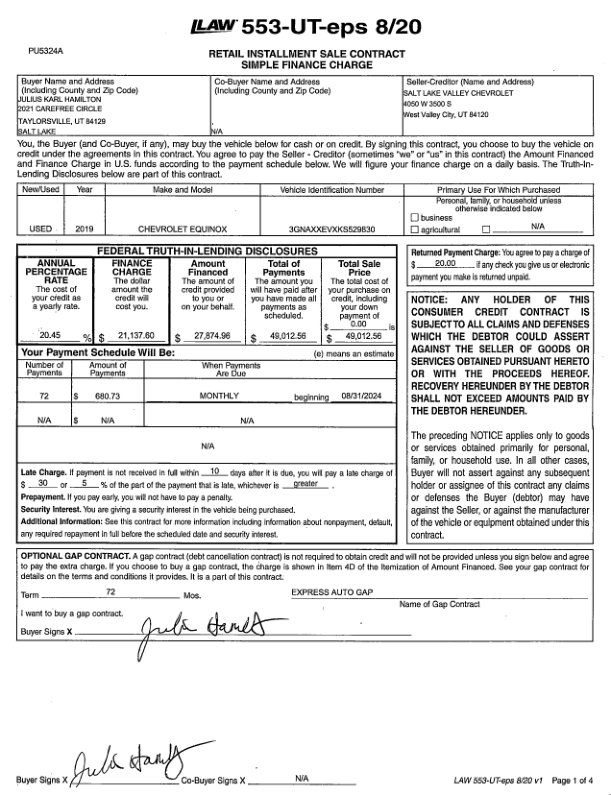 LAW 553-UT-eps 8/20
PU5324A
RETAIL INSTALLMENT SALE CONTRACT
SIMPLE FINANCE CHARGE
Buyer Name and Address
(Including County and Zip Code)
JULIUS KARL HAMILTON
2021 CAREFREE CIRCLE
TAYLORSVILLE, UT 84129
SALT LAKE
Co-Buyer Name and Address
(Including County and Zip Code)
,
N/A
Seller-Creditor (Name and Address)
SALT LAKE VALLEY CHEVROLET
4050 W 3500 S
West Valley City, UT 84120
You, the Buyer (and Co-Buyer, if any), may buy the vehicle below for cash or on credit. By signing this contract, you choose to buy the vehicle on
credit under the agreements in this contract. You agree to pay the Seller - Creditor (sometimes "we" or "us" in this contract) the Amount Financed
and Finance Charge in U.S. funds according to the payment schedule below. We will figure your finance charge on a daily basis. The Truth-In-
Lending Disclosures below are part of this contract.
New/Used Year Make and Model Vehicle Identification Number Primary Use For Which Purchased
USED 2019 CHEVROLET EQUINOX 3GNAXXEVXKS529830
Personal, family, or household unless
otherwise indicated below
business
agricultural N/A
FEDERAL TRUTH-IN-LENDING DISCLOSURES
ANNUAL
PERCENTAGE
RATE
The cost of
your credit as
a yearly rate.
20.45 %
FINANCE
CHARGE
The dollar
amount the
credit will
cost you.
$ 21,137.60
Amount
Financed
The amount of
credit provided
to you or
on your behalf.
$ 27,874.96
Total of
Payments
The amount you
will have paid after
you have made all
payments as
scheduled.
$ 49,012.56
Total Sale
Price
The total cost of
your purchase on
credit, including
your down
payment of
$ 0.00 is
$ 49,012.56
Your Payment Schedule Will Be: (e) means an estimate
Number of
Payments
Amount of
Payments
When Payments
Are Due
72 $ 680.73 MONTHLY beginning 08/31/2024
N/A $ N/A N/A
N/A
Late Charge. If payment is not received in full within 10 days after it is due, you will pay a late charge of
$ 30 or 5 % of the part of the payment that is late, whichever is greater .
Prepayment. If you pay early, you will not have to pay a penalty.
Security Interest. You are giving a security interest in the vehicle being purchased.
Additional Information: See this contract for more information including information about nonpayment, default,
any required repayment in full before the scheduled date and security interest.
Returned Payment Charge: You agree to pay a charge of
$ 20.00 if any check you give us or electronic
payment you make is returned unpaid.
NOTICE: ANY HOLDER OF THIS
CONSUMER CREDIT CONTRACT IS
SUBJECT TO ALL CLAIMS AND DEFENSES
WHICH THE DEBTOR COULD ASSERT
AGAINST THE SELLER OF GOODS OR
SERVICES OBTAINED PURSUANT HERETO
OR WITH THE PROCEEDS HEREOF.
RECOVERY HEREUNDER BY THE DEBTOR
SHALL NOT EXCEED AMOUNTS PAID BY
THE DEBTOR HEREUNDER.
The preceding NOTICE applies only to goods
or services obtained primarily for personal,
family, or household use. In all other cases,
Buyer will not assert against any subsequent
holder or assignee of this contract any claims
or defenses the Buyer (debtor) may have
against the Seller, or against the manufacturer
of the vehicle or equipment obtained under this
contract.
OPTIONAL GAP CONTRACT. A gap contract (debt cancellation contract) is not required to obtain credit and will not be provided unless you sign below and agree
to pay the extra charge. If you choose to buy a gap contract, the charge is shown in Item 4D of the Itemization of Amount Financed. See your gap contract for
details on the terms and conditions it provides. It is a part of this contract.
Term 72 Mos. EXPRESS AUTO GAP
Name of Gap Contract
I want to buy a gap contract.
Buyer Signs X
Buyer Signs X Co-Buyer Signs X N/A LAW 553-UT-eps 8/20 v1 Page 1 of 4